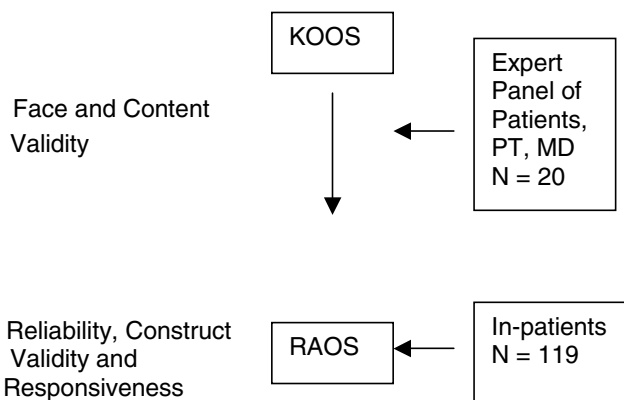 KOOS
Expert
Panel of
Patients,
PT, MD
N = 20
Face and Content
Validity
Reliability, Construct
Validity and
Responsiveness
RAOS
In-patients
N = 119